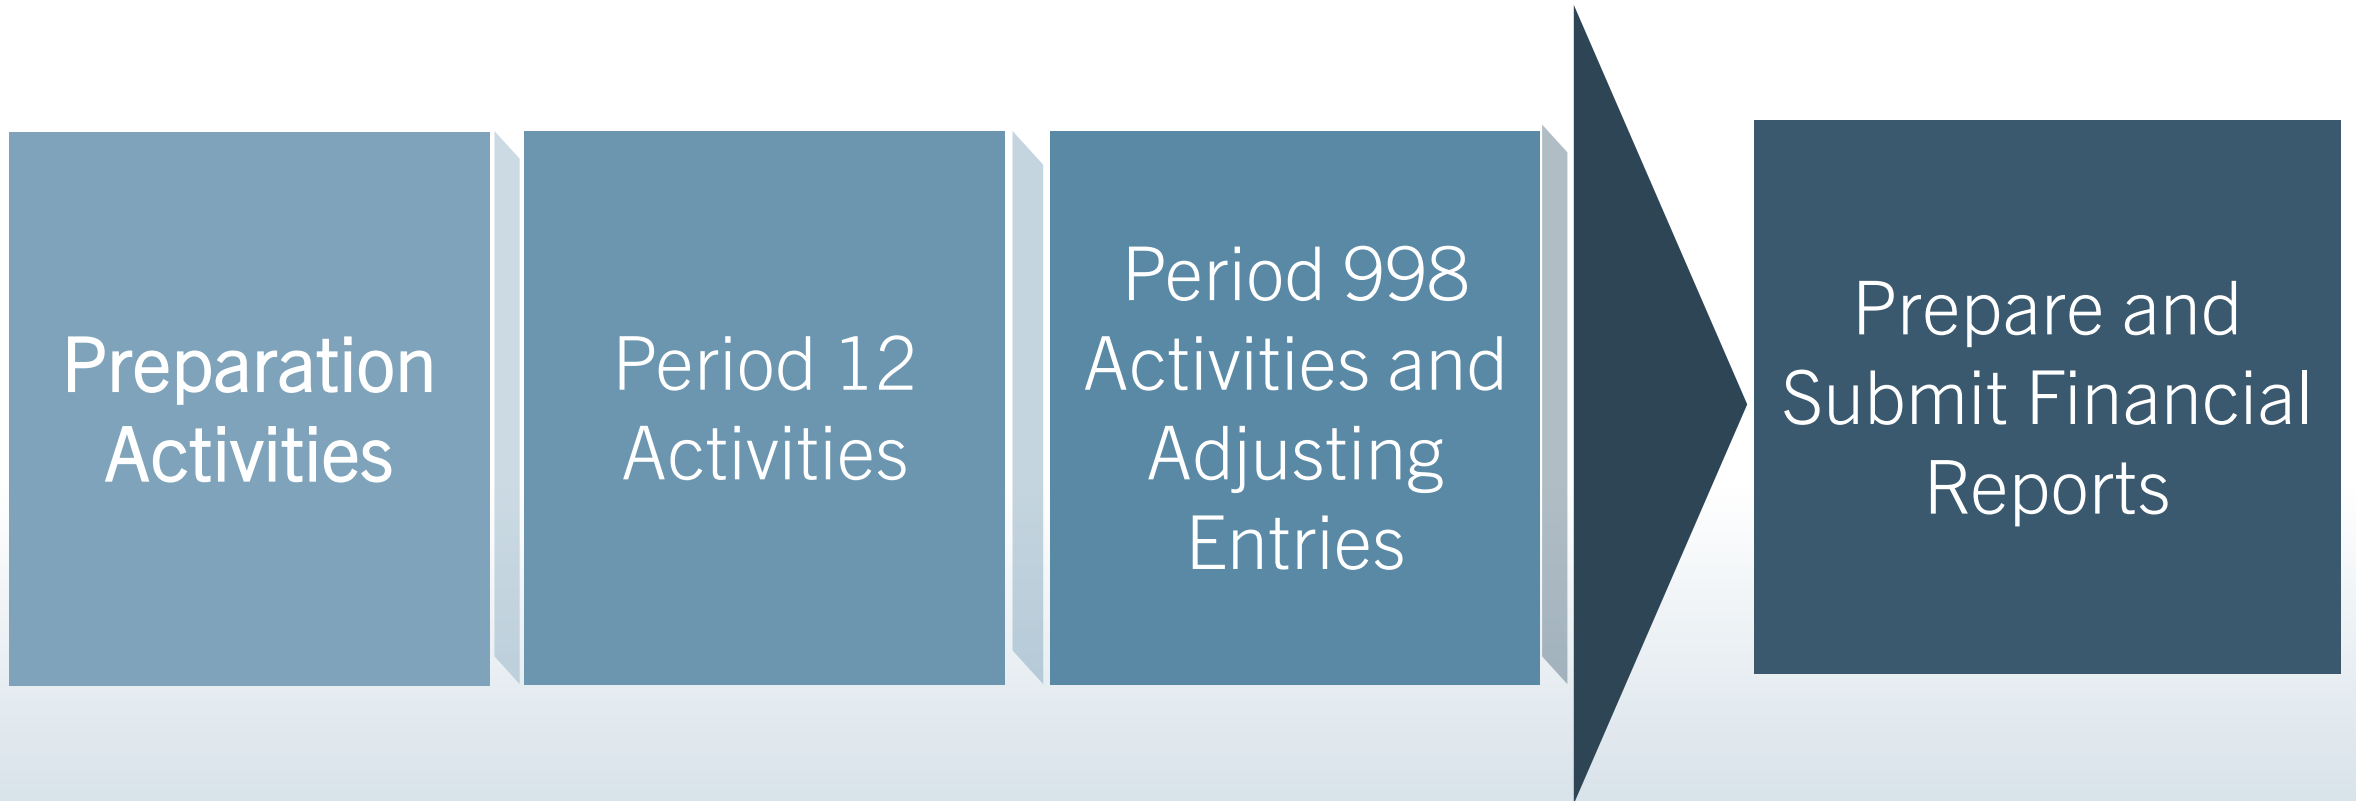 Preparation
Activities
Period 12
Activities
Period 998
Activities and
Adjusting
Entries
Prepare and
Submit Financial
Reports